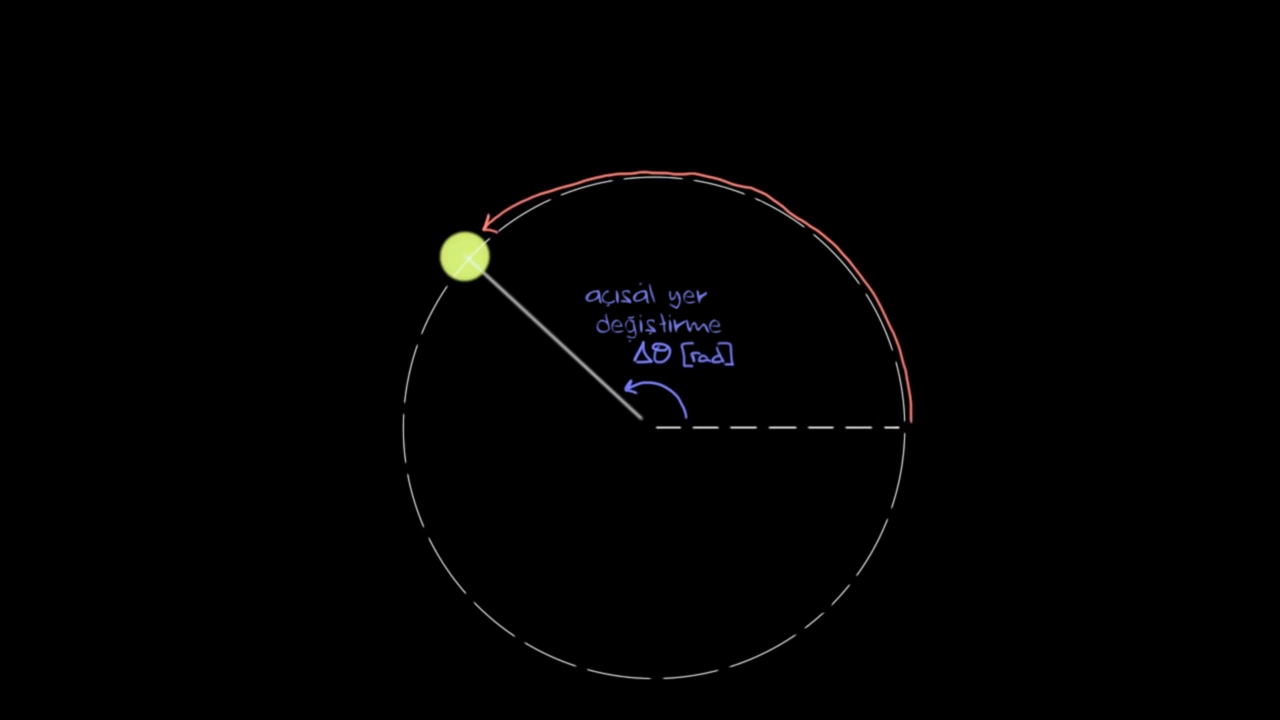 açısal yer
değiştirme
Δθ [rad]